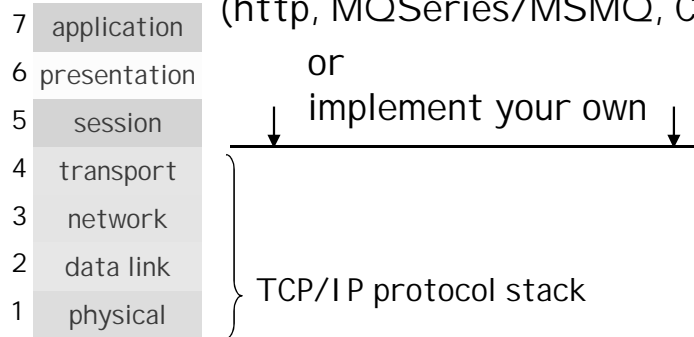 (http, MQSeries/MSMQ, C
7 application
6 presentation
or
implement your own
5 session
4 transport
3 network
2 data link
TCP/IP protocol stack
1 physical